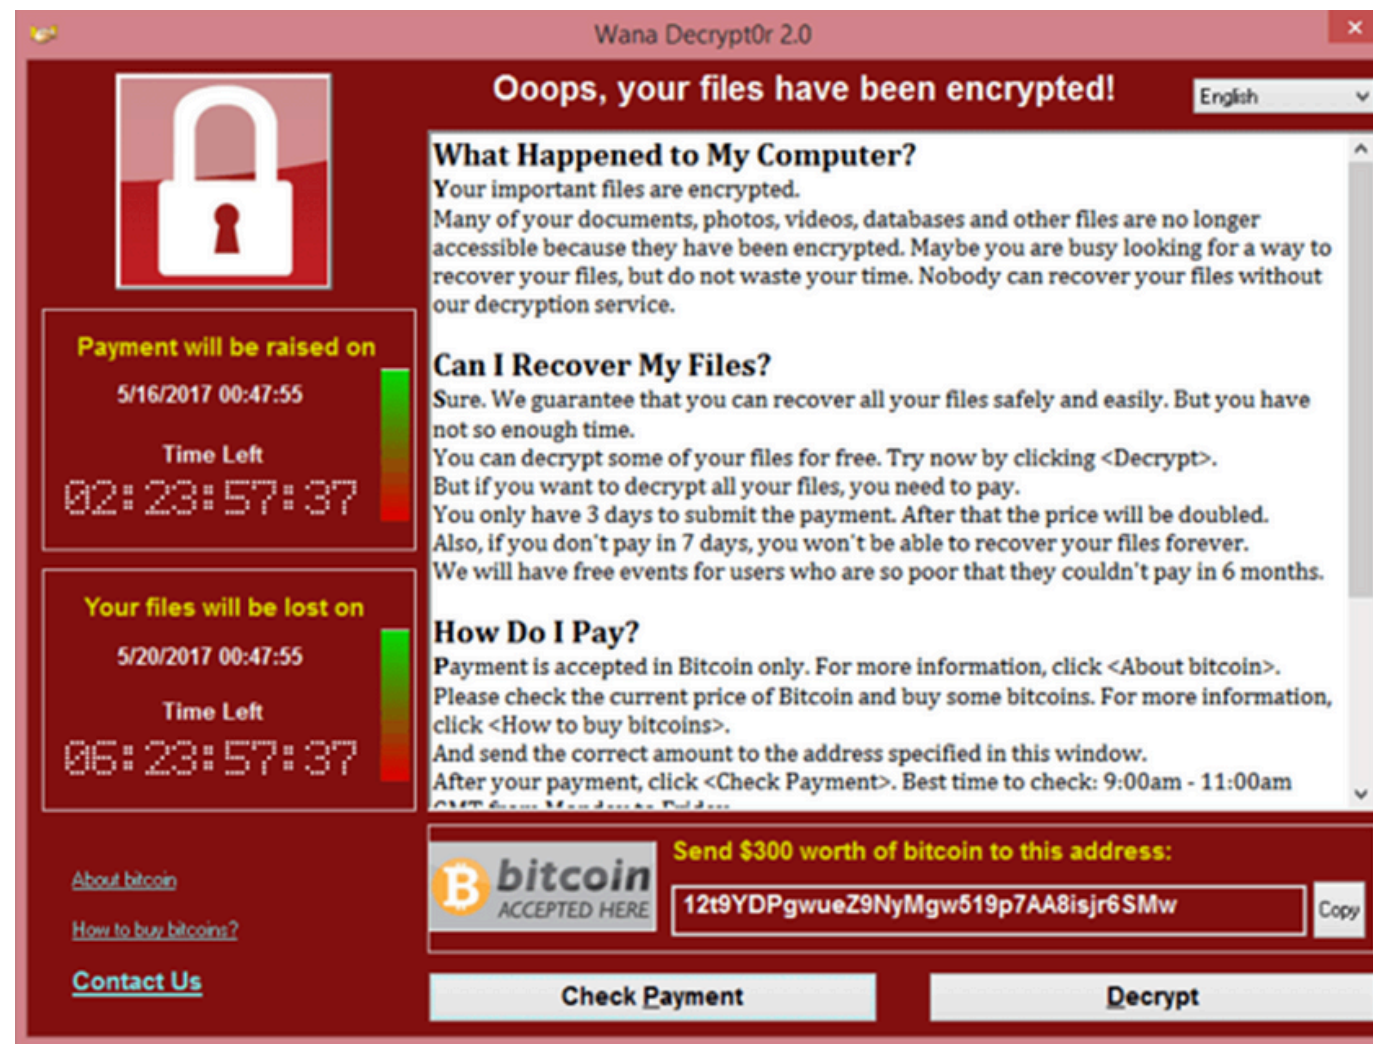 Wana Decrypt0r 2.0
Ooops, your files have been encrypted!
English
What Happened to My Computer?
Your important files are encrypted.
Many of your documents, photos, videos, databases and other files are no longer
accessible because they have been encrypted. Maybe you are busy looking for a way to
recover your files, but do not waste your time. Nobody can recover your files without
our decryption service.
Can I Recover My Files?
Sure. We guarantee that you can recover all your files safely and easily. But you have
not so enough time.
You can decrypt some of your files for free. Try now by clicking <Decrypt>.
But if you want to decrypt all your files, you need to pay.
You only have 3 days to submit the payment. After that the price will be doubled.
Also, if you don't pay in 7 days, you won't be able to recover your files forever.
We will have free events for users who are so poor that they couldn't pay in 6 months.
How Do I Pay?
Payment is accepted in Bitcoin only. For more information, click <About bitcoin>.
Please check the current price of Bitcoin and buy some bitcoins. For more information,
click <How to buy bitcoins>.
And send the correct amount to the address specified in this window.
After your payment, click <Check Payment>. Best time to check: 9:00am - 11:00am
GMT from Monday to Friday
Payment will be raised on
5/16/2017 00:47:55
Time Left
02:23:57:37
Your files will be lost on
5/20/2017 00:47:55
Time Left
06:23:57:37
About bitcoin
How to buy bitcoins?
Contact Us
bitcoin
ACCEPTED HERE
Send $300 worth of bitcoin to this address:
12t9YDPgwueZ9NyMgw519p7AA8isjr6SMw
Copy
Check Payment
Decrypt